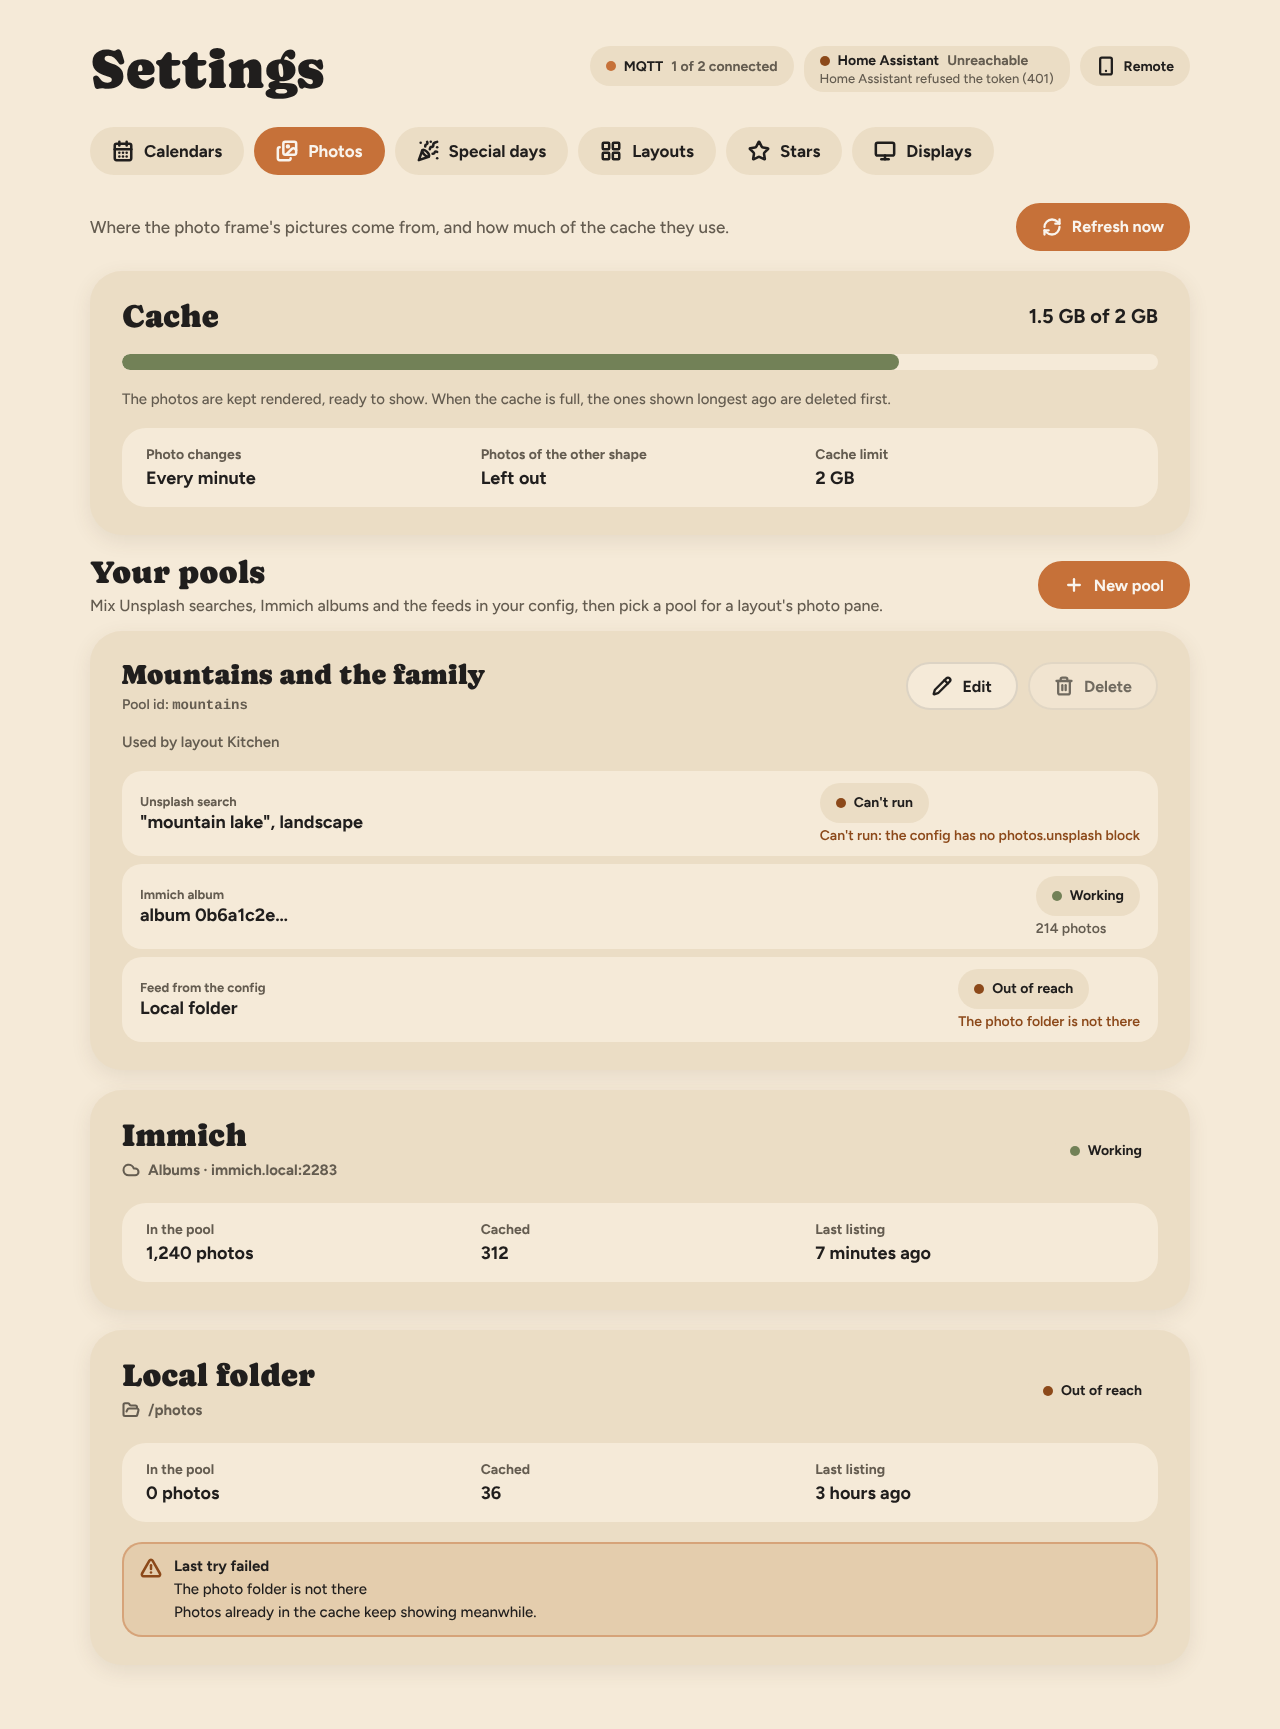 Settings
MQTT 1 of 2 connected
Home Assistant Unreachable
Home Assistant refused the token (401)
Remote
Calendars
Photos
Special days
Layouts
Stars
Displays
Where the photo frame's pictures come from, and how much of the cache they use.
Refresh now
Cache
1.5 GB of 2 GB
The photos are kept rendered, ready to show. When the cache is full, the ones shown longest ago are deleted first.
Photo changes
Every minute
Photos of the other shape
Left out
Cache limit
2 GB
Your pools
Mix Unsplash searches, Immich albums and the feeds in your config, then pick a pool for a layout's photo pane.
New pool
Mountains and the family
Pool id: mountains
Edit
Delete
Used by layout Kitchen
Unsplash search
"mountain lake", landscape
Can't run
Can't run: the config has no photos.unsplash block
Immich album
album 0b6a1c2e...
Working
214 photos
Feed from the config
Local folder
Out of reach
The photo folder is not there
Immich
Albums · immich.local:2283
Working
In the pool
1,240 photos
Cached
312
Last listing
7 minutes ago
Local folder
/photos
Out of reach
In the pool
0 photos
Cached
36
Last listing
3 hours ago
Last try failed
The photo folder is not there
Photos already in the cache keep showing meanwhile.